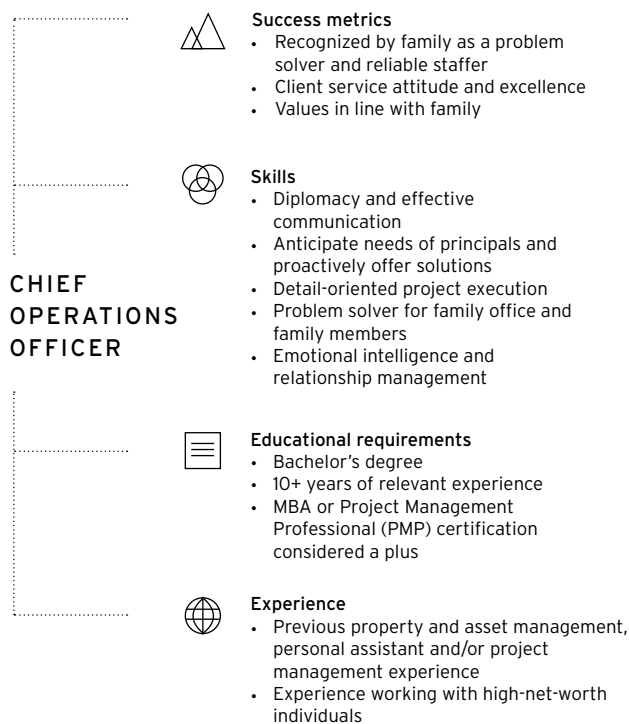 Success metrics
• Recognized by family as a problem
solver and reliable staffer
• Client service attitude and excellence
• Values in line with family
Skills
• Diplomacy and effective
communication
• Anticipate needs of principals and
proactively offer solutions
• Detail-oriented project execution
• Problem solver for family office and
family members
• Emotional intelligence and
relationship management
CHIEF
OPERATIONS
OFFICER
Educational requirements
• Bachelor’s degree
• 10+ years of relevant experience
• MBA or Project Management
Professional (PMP) certification
considered a plus
Experience
• Previous property and asset management,
personal assistant and/or project
management experience
• Experience working with high-net-worth
individuals